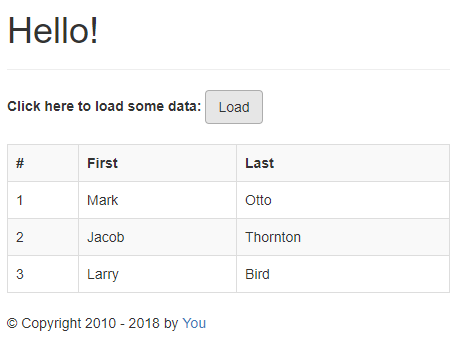 Hello!
Click here to load some data: Load
# First Last
1 Mark Otto
2 Jacob Thornton
3 Larry Bird
© Copyright 2010 - 2018 by You